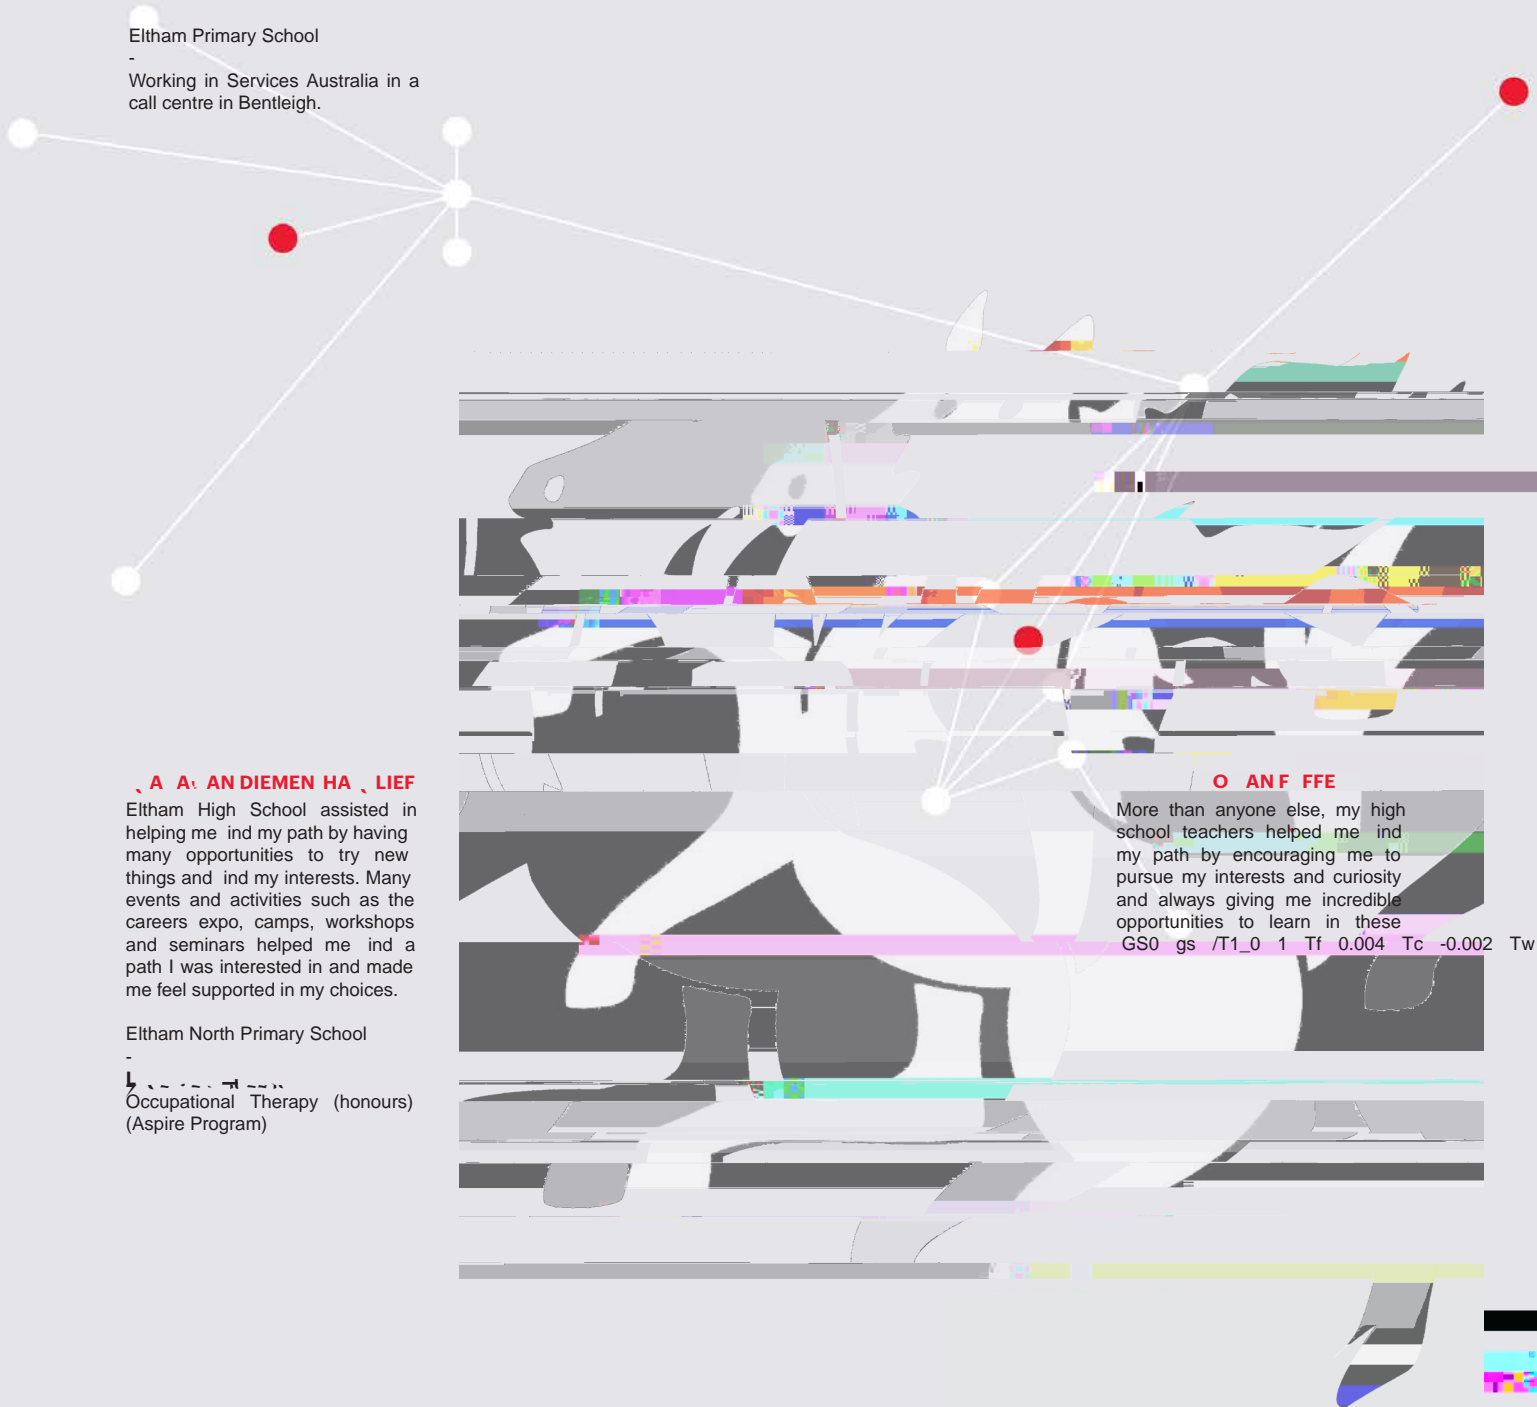 Eltham Primary School
-
Working in Services Australia in a
call centre in Bentleigh.
A A AN DIEMEN HA LIEF
Eltham High School assisted in
helping me ind my path by having
many opportunities to try new
things and ind my interests. Many
events and activities such as the
careers expo, camps, workshops
and seminars helped me ind a
path I was interested in and made
me feel supported in my choices.
Eltham North Primary School
-
Occupational Therapy (honours)
(Aspire Program)
O AN F FFE
More than anyone else, my high
school teachers helped me ind
my path by encouraging me to
pursue my interests and curiosity
and always giving me incredible
opportunities to learn in these
GS0 gs /T1_0 1 Tf 0.004 Tc -0.002 Tw